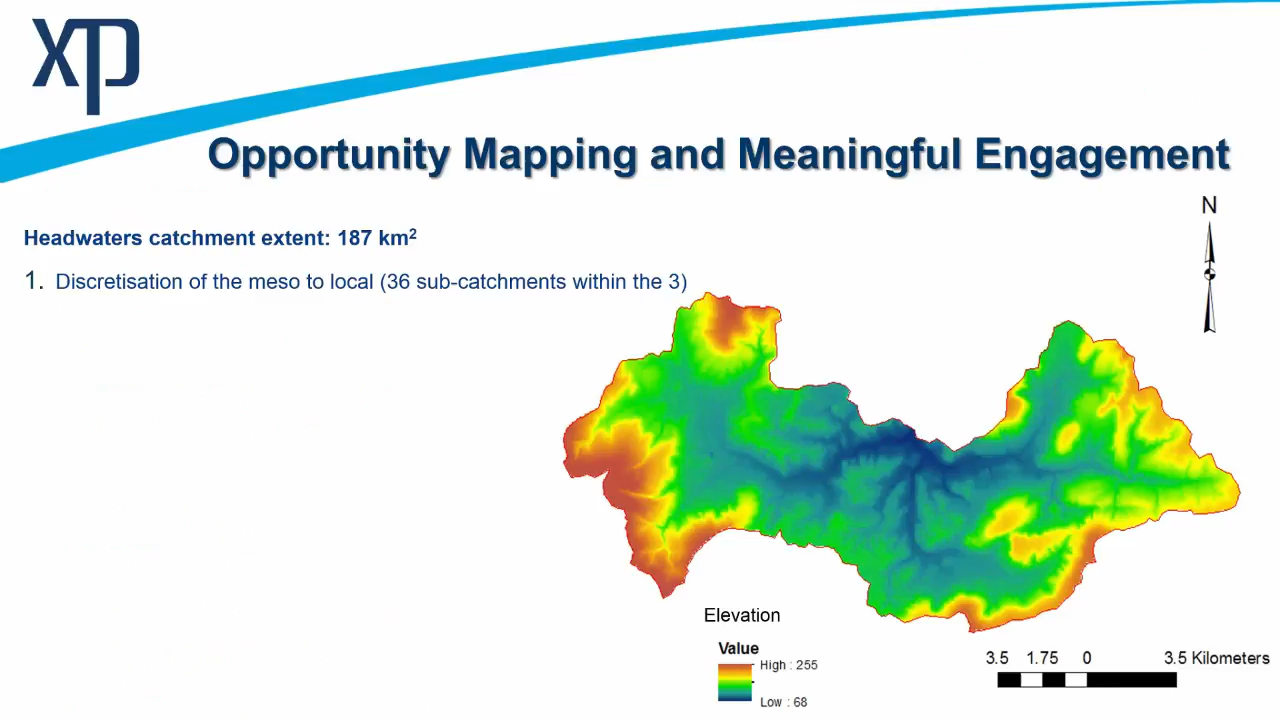 XP
Opportunity Mapping and Meaningful Engagement
N
Headwaters catchment extent: 187 km²
1. Discretisation of the meso to local (36 sub-catchments within the 3)
Elevation
Value
High : 255
Low : 68
3.5 1.75 0 3.5 Kilometers